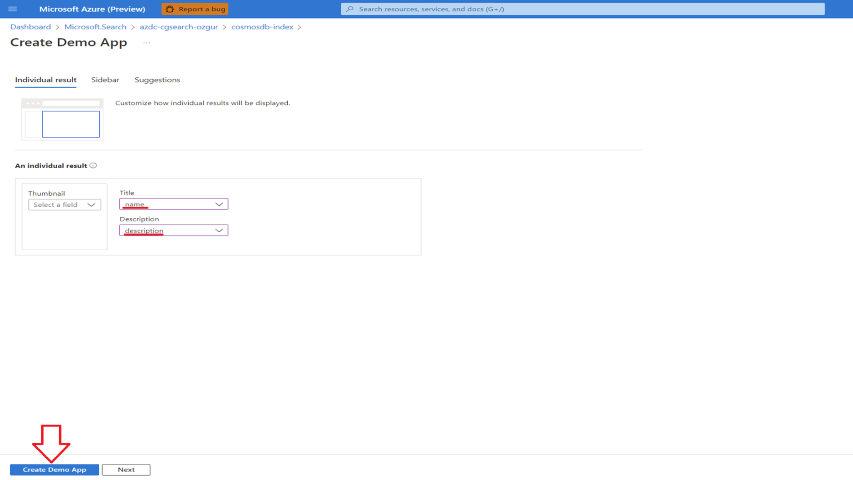 Microsoft Azure (Preview) Report a bug Search resources, services, and docs (G+/)
Dashboard > Microsoft.Search > azdc-cgsearch-ozgur > cosmosdb-index >
Create Demo App ...
Individual result Sidebar Suggestions
Customize how individual results will be displayed.
An individual result
Thumbnail
Select a field
Title
name
Description
description
Create Demo App Next